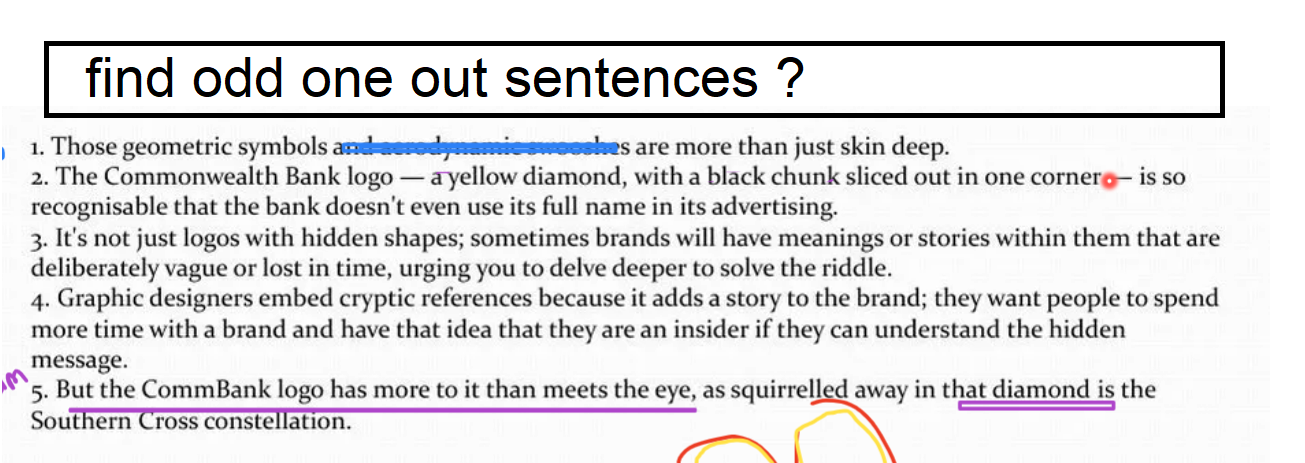 find odd one out sentences ?
1. Those geometric symbols and aerodynamic swooshes are more than just skin deep.
2. The Commonwealth Bank logo — a yellow diamond, with a black chunk sliced out in one corner — is so
recognisable that the bank doesn't even use its full name in its advertising.
3. It's not just logos with hidden shapes; sometimes brands will have meanings or stories within them that are
deliberately vague or lost in time, urging you to delve deeper to solve the riddle.
4. Graphic designers embed cryptic references because it adds a story to the brand; they want people to spend
more time with a brand and have that idea that they are an insider if they can understand the hidden
message.
5. But the CommBank logo has more to it than meets the eye, as squirrelled away in that diamond is the
Southern Cross constellation.